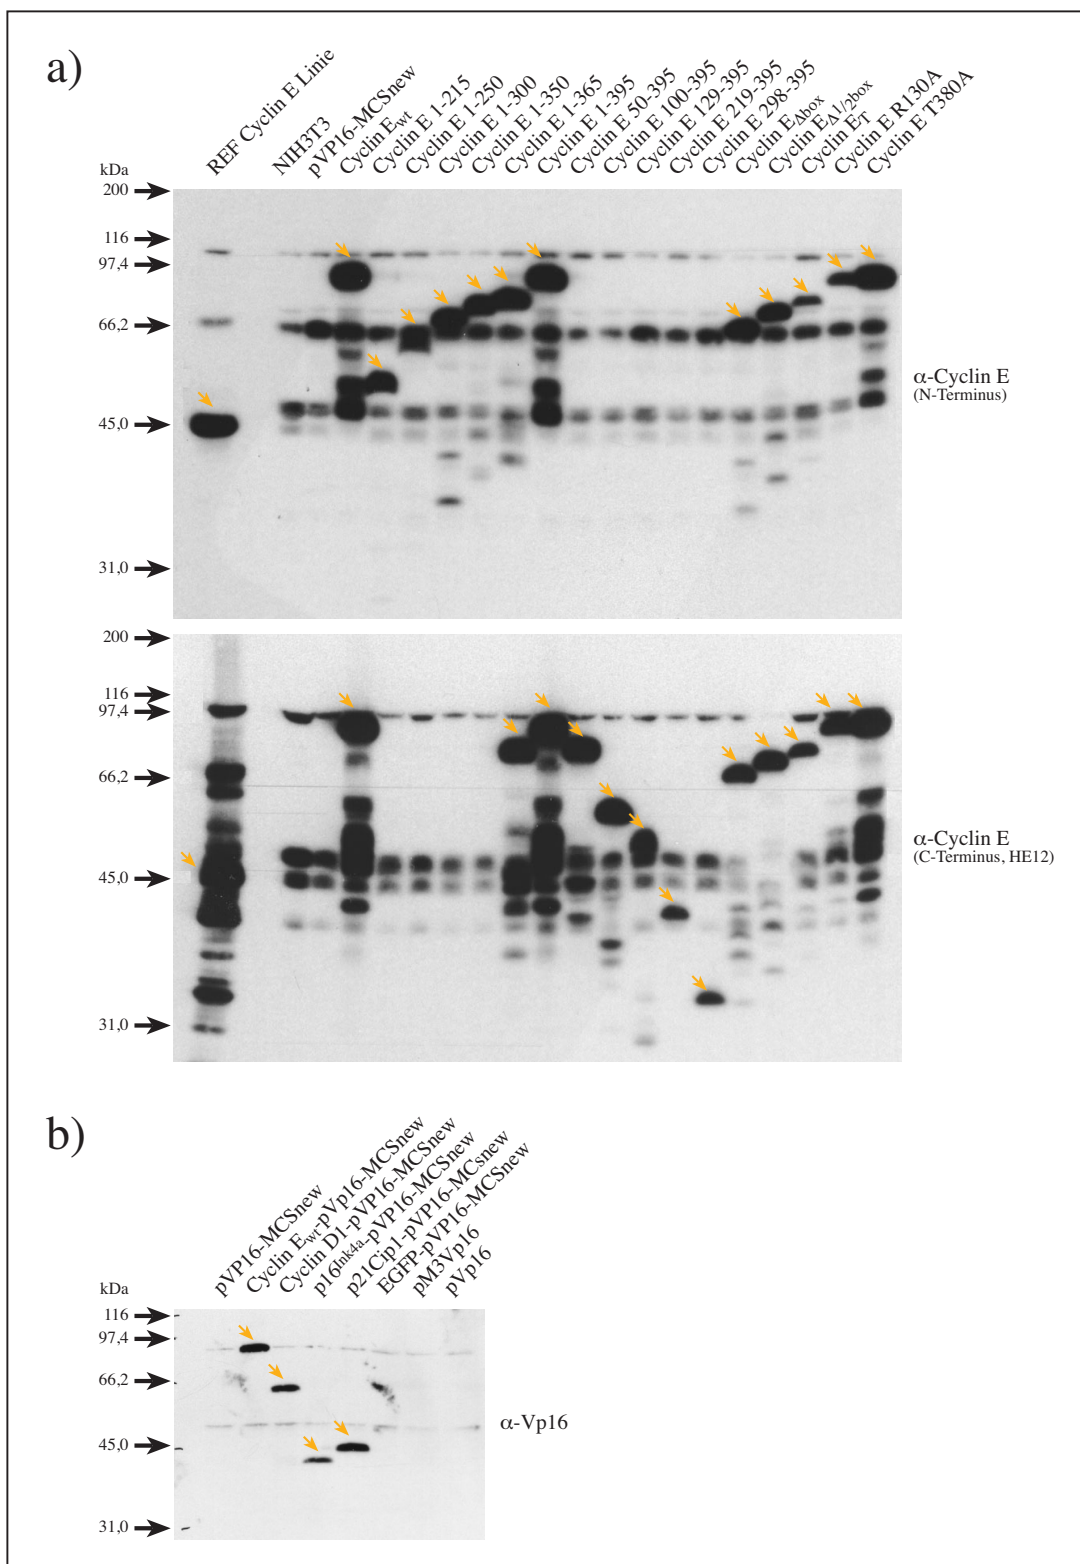 a)
REF Cyclin E Linie
NIH3T3
pVP16-MCSnew
Cyclin Ewt
Cyclin E 1-215
Cyclin E 1-250
Cyclin E 1-300
Cyclin E 1-350
Cyclin E 1-365
Cyclin E 1-395
Cyclin E 50-395
Cyclin E 100-395
Cyclin E 129-395
Cyclin E 219-395
Cyclin E 298-395
Cyclin EΔbox
Cyclin EΔ1/2box
Cyclin ET
Cyclin E R130A
Cyclin E T380A
kDa
200
116
97,4
66,2
45,0
31,0
α-Cyclin E
(N-Terminus)
200
116
97,4
66,2
45,0
31,0
α-Cyclin E
(C-Terminus, HE12)
b)
pVP16-MCSnew
Cyclin Ewt-pVp16-MCSnew
Cyclin D1-pVP16-MCSnew
p16Ink4a-pVP16-MCSnew
p21Cip1-pVP16-MCsnew
EGFP-pVP16-MCSnew
pM3Vp16
pVp16
kDa
116
97,4
66,2
45,0
31,0
α-Vp16